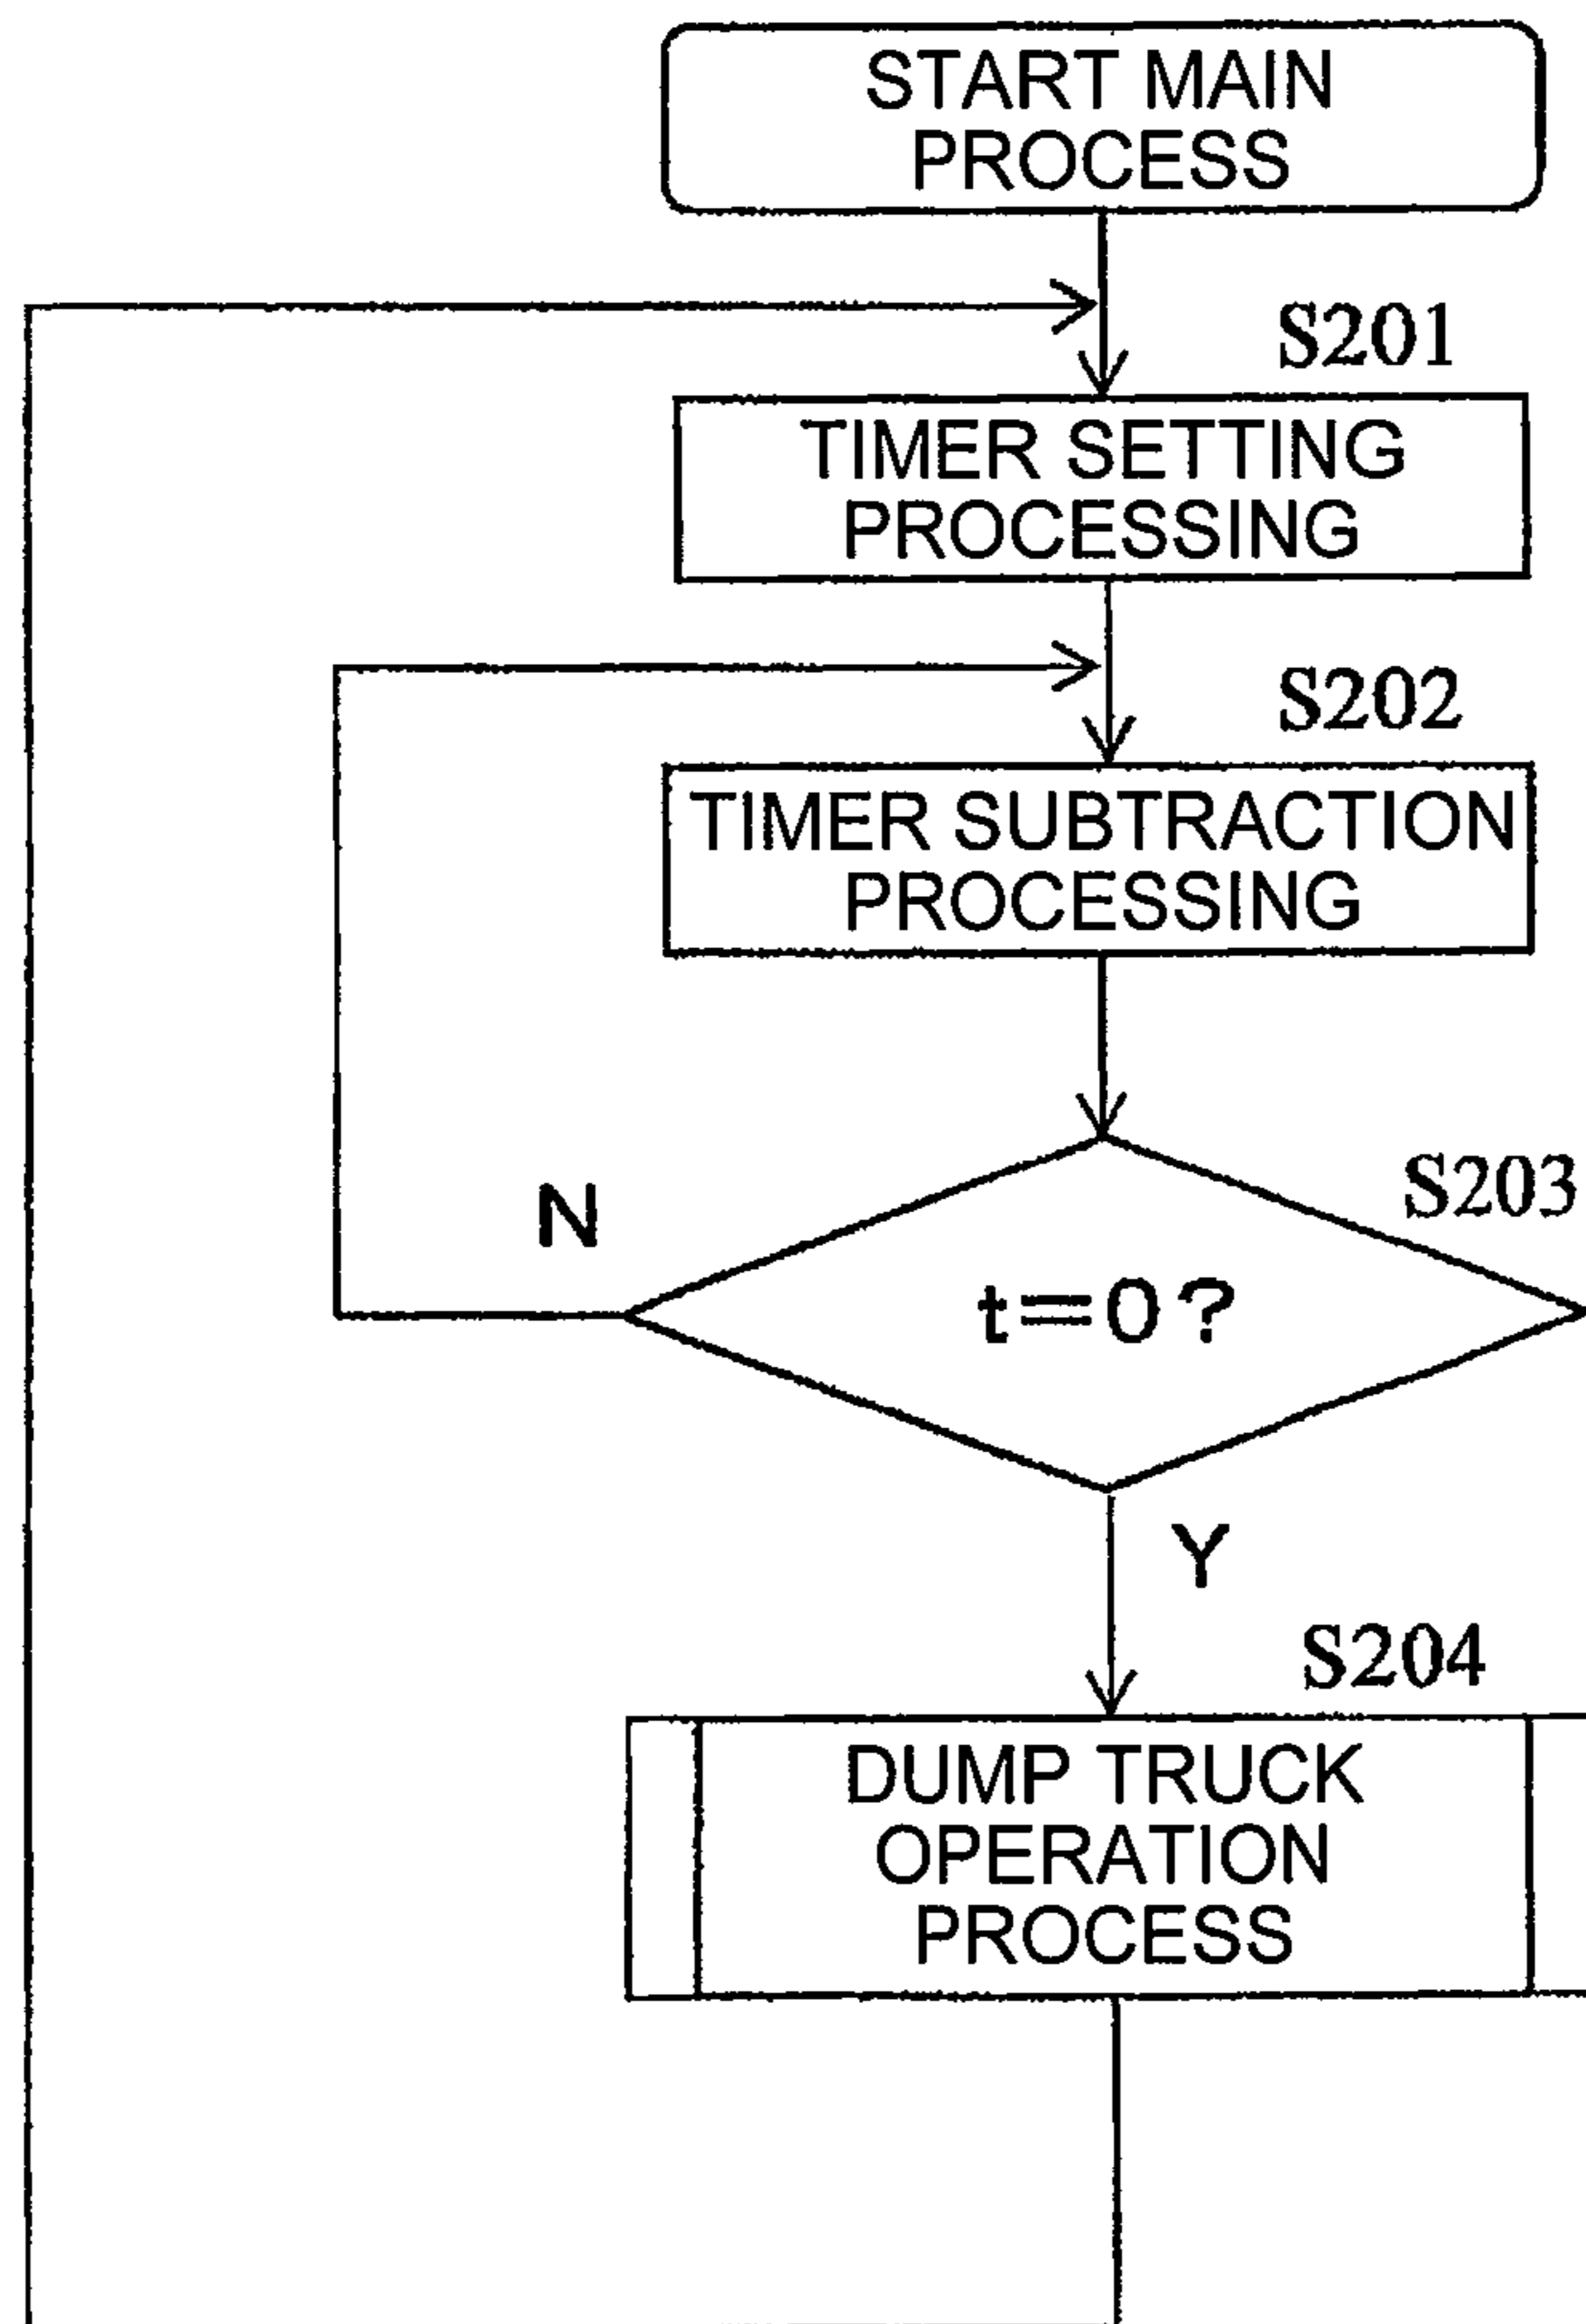 START MAIN
PROCESS
S201
TIMER SETTING
PROCESSING
S202
TIMER SUBTRACTION
PROCESSING
S203
N
t=0?
Y
S204
DUMP TRUCK
OPERATION
PROCESS